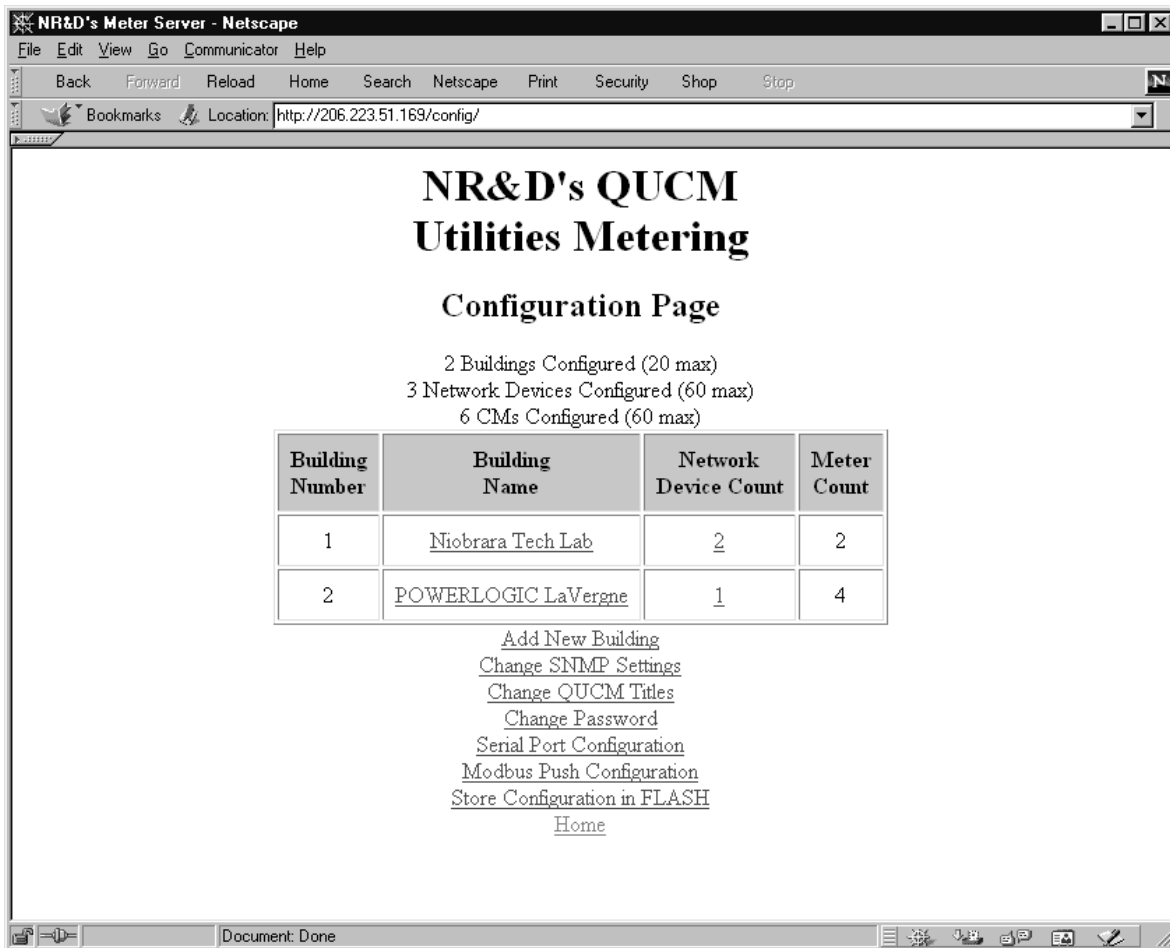 NR&D's Meter Server - Netscape
File Edit View Go Communicator Help
Back Forward Reload Home Search Netscape Print Security Shop Stop
N
Bookmarks Location: http://206.223.51.169/config/
NR&D's QUCM
Utilities Metering
Configuration Page
2 Buildings Configured (20 max)
3 Network Devices Configured (60 max)
6 CMs Configured (60 max)
Building Number Building Name Network Device Count Meter Count
1 Niobrara Tech Lab 2 2
2 POWERLOGIC LaVergne 1 4
Add New Building
Change SNMP Settings
Change QUCM Titles
Change Password
Serial Port Configuration
Modbus Push Configuration
Store Configuration in FLASH
Home
Document: Done